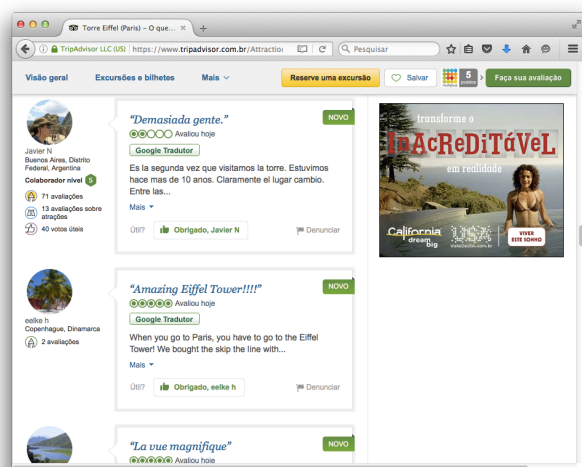 Torre Eiffel (Paris) – O que...
TripAdvisor LLC (US) https://www.tripadvisor.com.br/Attraction
Pesquisar
Visão geral Excursões e bilhetes Mais
Reserve uma excursão Salvar 5 pontos Faça sua avaliação
Javier N
Buenos Aires, Distrito
Federal, Argentina
Colaborador nível 5
71 avaliações
13 avaliações sobre
atrações
40 votos úteis
"Demasiada gente."
NOVO
Avaliou hoje
Google Tradutor
Es la segunda vez que visitamos la torre. Estuvimos
hace mas de 10 anos. Claramente el lugar cambio.
Entre las...
Mais
Útil? Obrigado, Javier N Denunciar
eelke h
Copenhague, Dinamarca
2 avaliações
"Amazing Eiffel Tower!!!!"
NOVO
Avaliou hoje
Google Tradutor
When you go to Paris, you have to go to the Eiffel
Tower! We bought the skip the line with...
Mais
Útil? Obrigado, eelke h Denunciar
"La vue magnifique"
NOVO
Avaliou hoje
transforme o
InAcReDiTáVeL
em realidade
California
dream
big
USA
VisiteOsUSA.com.br
VIVER
ESTE SONHO